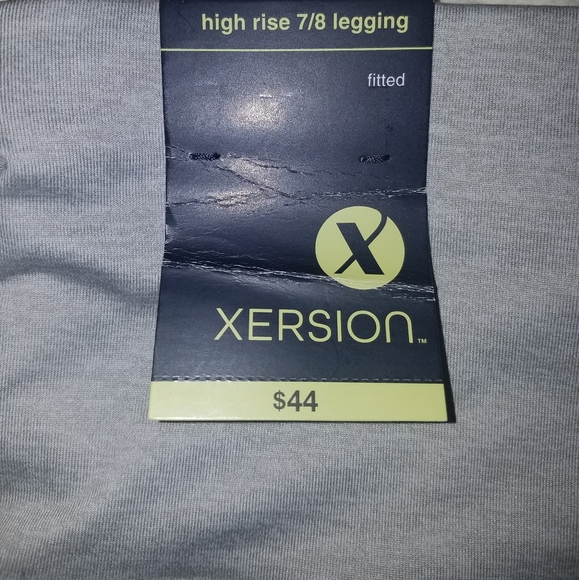 high rise 7/8 legging
fitted
X
XERSION™
$44